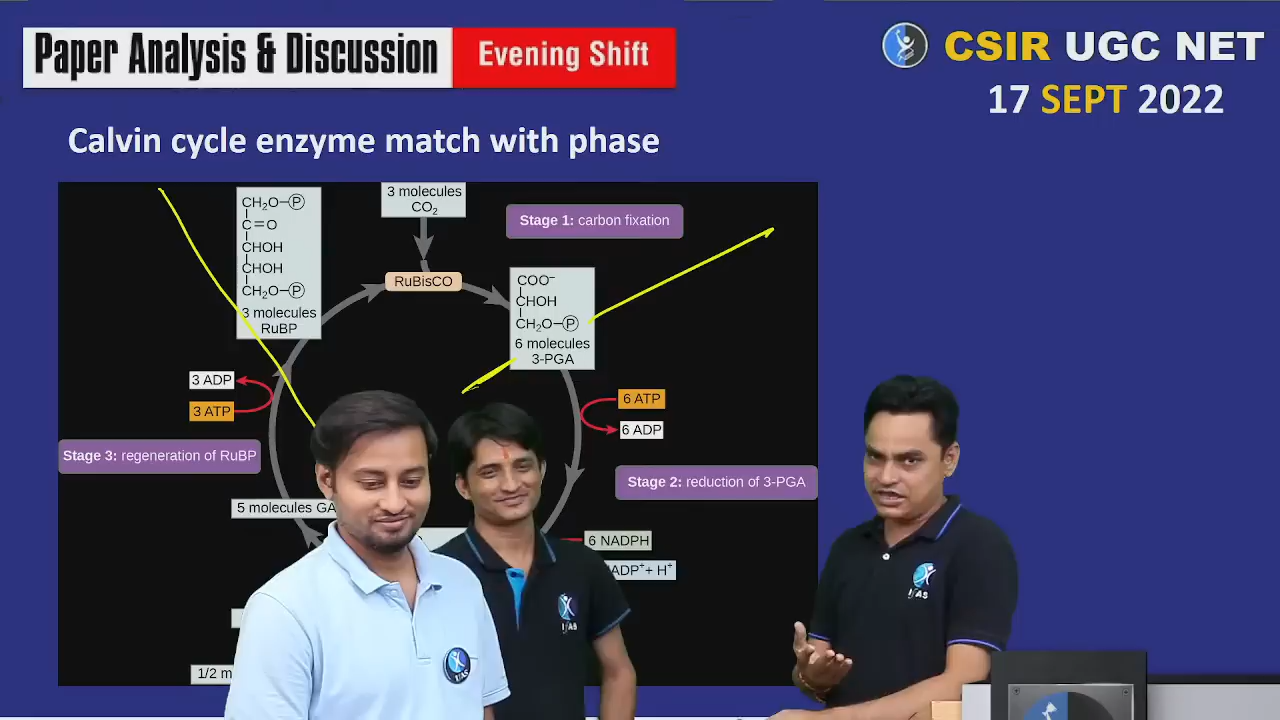 Paper Analysis & Discussion
Evening Shift
CSIR UGC NET
17 SEPT 2022
Calvin cycle enzyme match with phase
CH₂O–Ⓟ
C=O
CHOH
CHOH
CH₂O–Ⓟ
3 molecules
RuBP
3 molecules
CO₂
Stage 1: carbon fixation
RuBisCO
COO⁻
CHOH
CH₂O–Ⓟ
6 molecules
3-PGA
3 ADP
3 ATP
6 ATP
6 ADP
Stage 3: regeneration of RuBP
Stage 2: reduction of 3-PGA
5 molecules GA
6 NADPH
ADP⁺+ H⁺
1/2 m
IFAS
IFAS
IFAS